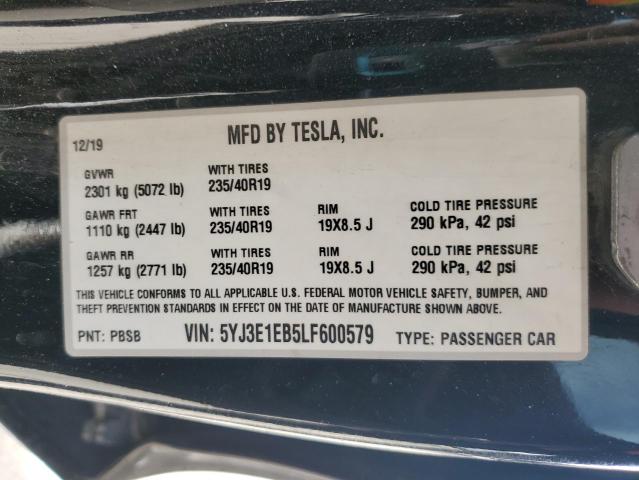 MFD BY TESLA, INC.
12/19
GVWR WITH TIRES
2301 kg (5072 lb) 235/40R19
GAWR FRT WITH TIRES RIM COLD TIRE PRESSURE
1110 kg (2447 lb) 235/40R19 19X8.5 J 290 kPa, 42 psi
GAWR RR WITH TIRES RIM COLD TIRE PRESSURE
1257 kg (2771 lb) 235/40R19 19X8.5 J 290 kPa, 42 psi
THIS VEHICLE CONFORMS TO ALL APPLICABLE U.S. FEDERAL MOTOR VEHICLE SAFETY, BUMPER, AND
THEFT PREVENTION STANDARDS IN EFFECT ON THE DATE OF MANUFACTURE SHOWN ABOVE.
PNT: PBSB VIN: 5YJ3E1EB5LF600579 TYPE: PASSENGER CAR